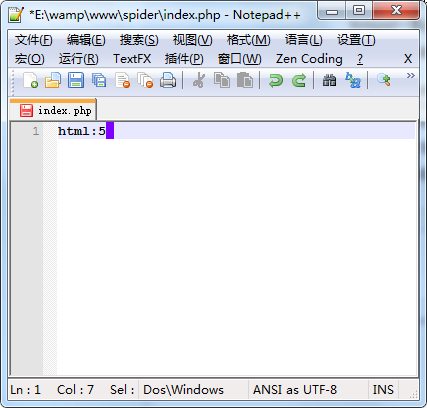 *E:\wamp\www\spider\index.php - Notepad++
文件(F) 编辑(E) 搜索(S) 视图(V) 格式(M) 语言(L) 设置(T)
宏(O) 运行(R) TextFX 插件(P) 窗口(W) Zen Coding ? X
index.php
1 html:5
Ln : 1 Col : 7 Sel : Dos\Windows ANSI as UTF-8 INS